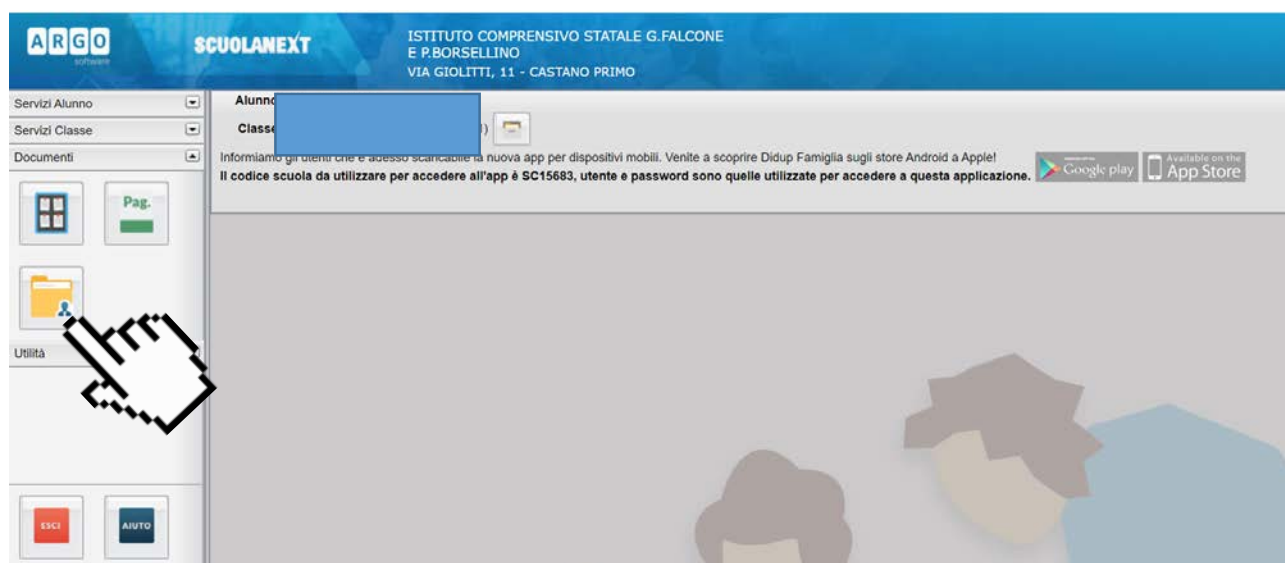 ARGO
software
SCUOLANEXT
ISTITUTO COMPRENSIVO STATALE G.FALCONE
E P.BORSELLINO
VIA GIOLITTI, 11 - CASTANO PRIMO
Servizi Alunno
Servizi Classe
Documenti
Pag.
Utilità
ESCI
AIUTO
Alunno
Classe
)
Informiamo gli utenti che è adesso scaricabile la nuova app per dispositivi mobili. Venite a scoprire Didup Famiglia sugli store Android a Apple!
Il codice scuola da utilizzare per accedere all'app è SC15683, utente e password sono quelle utilizzate per accedere a questa applicazione.
Google play
Available on the
App Store